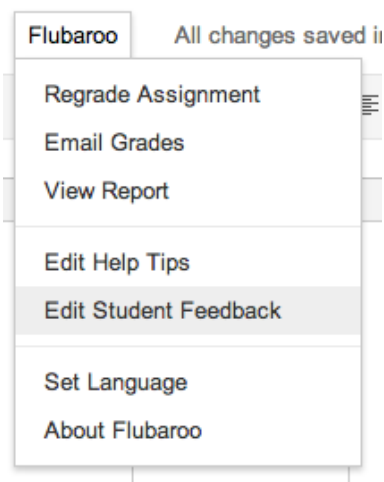 Flubaroo All changes saved
Regrade Assignment
Email Grades
View Report
Edit Help Tips
Edit Student Feedback
Set Language
About Flubaroo